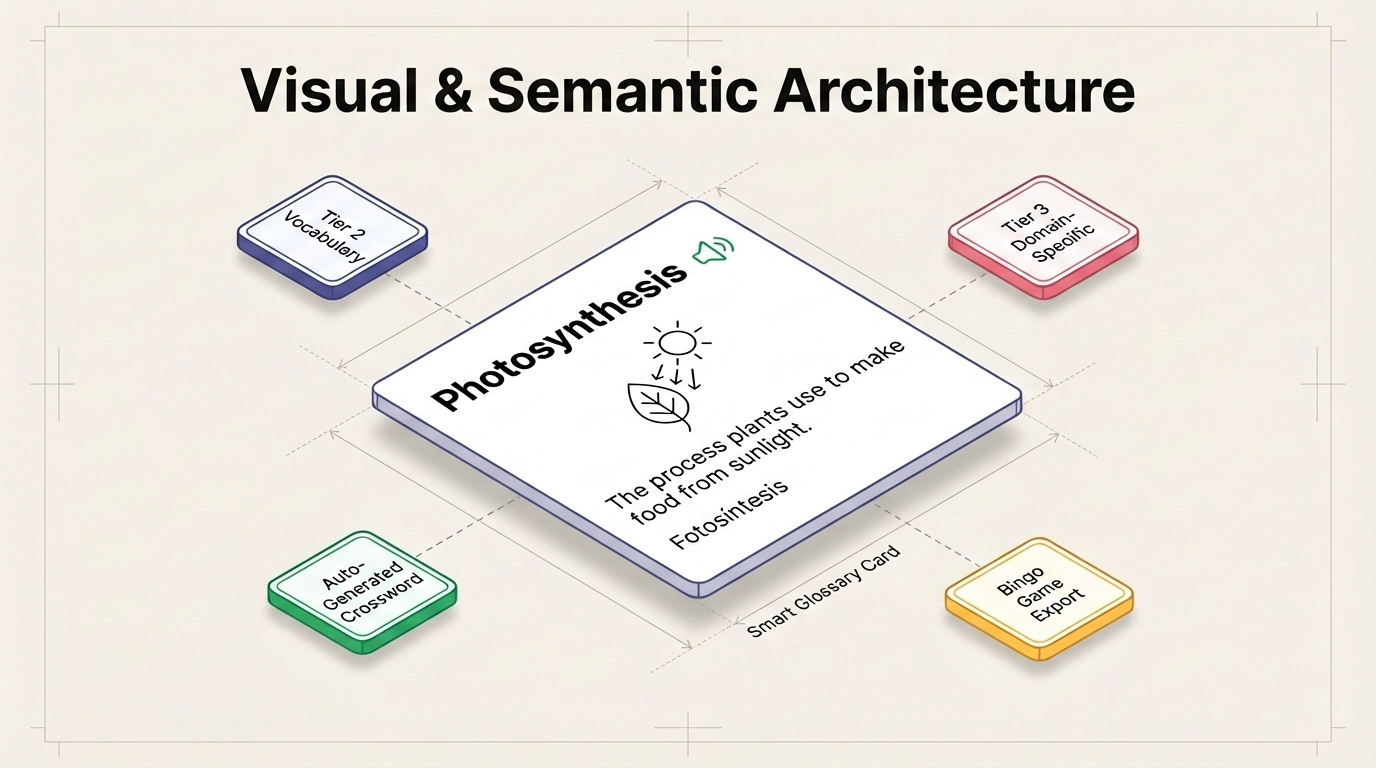 Visual & Semantic Architecture
Tier 2
Vocabulary
Tier 3
Domain-
Specific
Photosynthesis
The process plants use to make
food from sunlight.
Fotosíntesis
Auto-
Generated
Crossword
Bingo
Game
Export
Smart Glossary Card